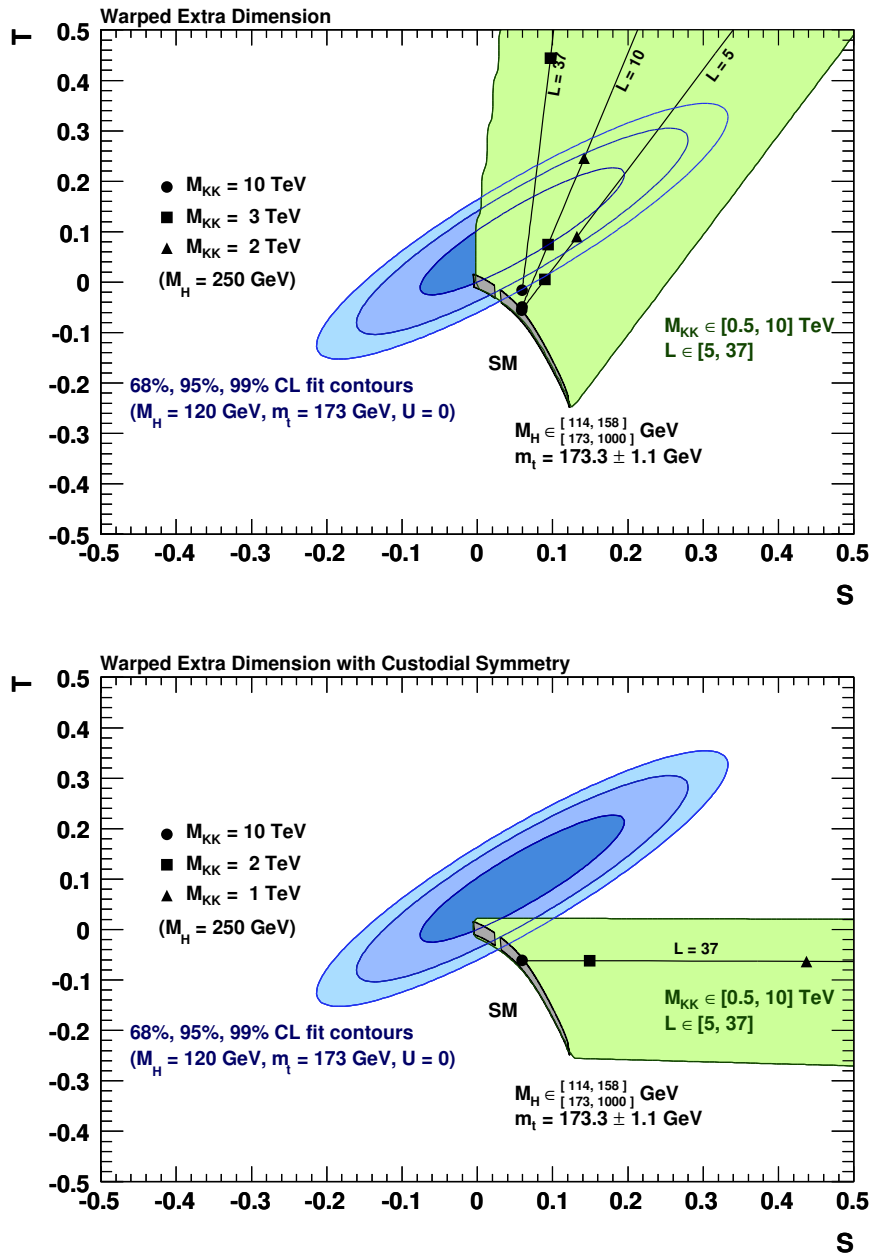 Warped Extra Dimension
T
0.5
0.4
0.3
0.2
0.1
0
-0.1
-0.2
-0.3
-0.4
-0.5
L = 37
L = 10
L = 5
M_KK = 10 TeV
M_KK = 3 TeV
M_KK = 2 TeV
(M_H = 250 GeV)
M_KK ∈ [0.5, 10] TeV
L ∈ [5, 37]
SM
68%, 95%, 99% CL fit contours
(M_H = 120 GeV, m_t = 173 GeV, U = 0)
M_H ∈ [ 114, 158 ] [ 173, 1000 ] GeV
m_t = 173.3 ± 1.1 GeV
-0.5 -0.4 -0.3 -0.2 -0.1 0 0.1 0.2 0.3 0.4 0.5
S
Warped Extra Dimension with Custodial Symmetry
T
0.5
0.4
0.3
0.2
0.1
0
-0.1
-0.2
-0.3
-0.4
-0.5
M_KK = 10 TeV
M_KK = 2 TeV
M_KK = 1 TeV
(M_H = 250 GeV)
L = 37
M_KK ∈ [0.5, 10] TeV
L ∈ [5, 37]
SM
68%, 95%, 99% CL fit contours
(M_H = 120 GeV, m_t = 173 GeV, U = 0)
M_H ∈ [ 114, 158 ] [ 173, 1000 ] GeV
m_t = 173.3 ± 1.1 GeV
-0.5 -0.4 -0.3 -0.2 -0.1 0 0.1 0.2 0.3 0.4 0.5
S